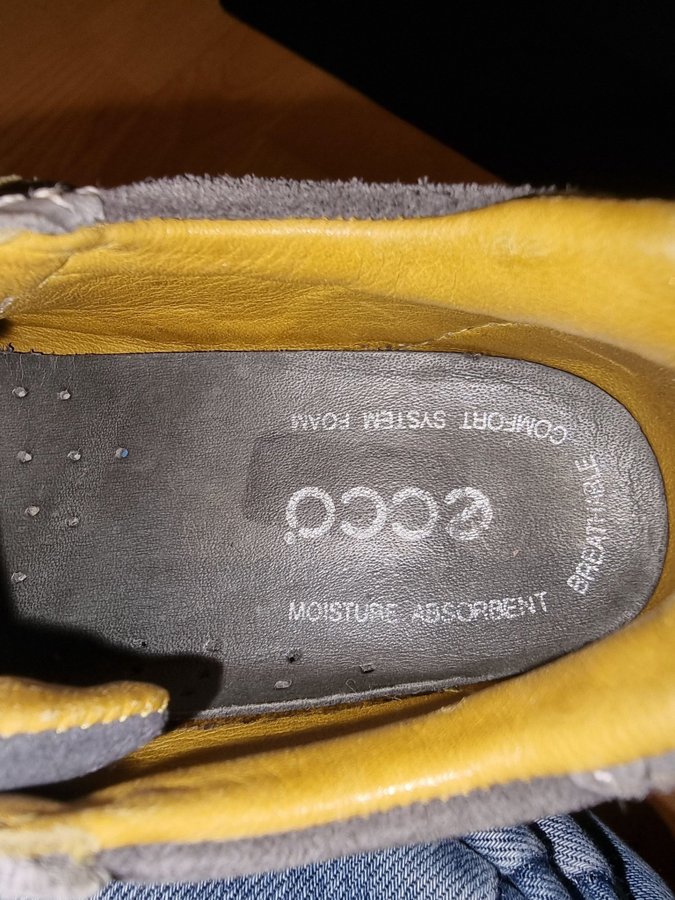 COMFORT SYSTEM FOAM
BREATHABLE
MOISTURE ABSORBENT
ecco